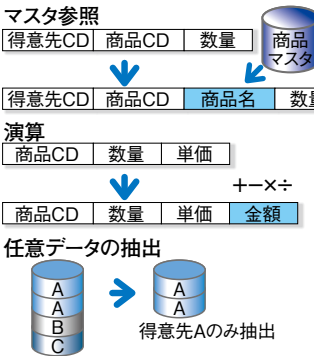 マスタ参照
得意先CD 商品CD 数量
商品
マスタ
得意先CD 商品CD 商品名 数量
演算
商品CD 数量 単価
+−×÷
商品CD 数量 単価 金額
任意データの抽出
A
A
B
C
A
A
得意先Aのみ抽出